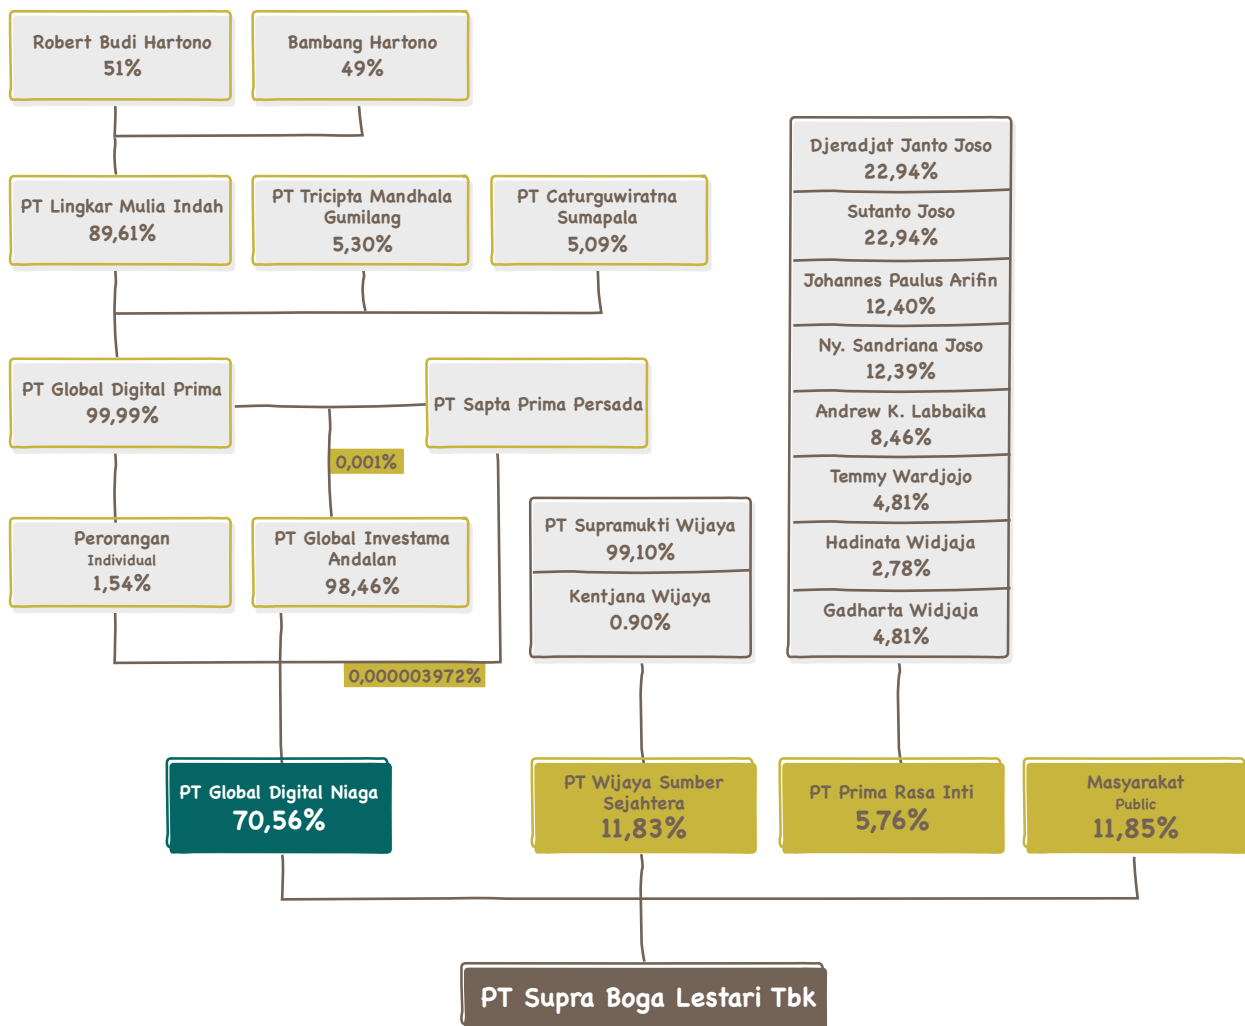 Robert Budi Hartono
51%
Bambang Hartono
49%
PT Lingkar Mulia Indah
89,61%
PT Tricipta Mandhala
Gumilang
5,30%
PT Caturguwiratna
Sumapala
5,09%
Djeradjat Janto Joso
22,94%
Sutanto Joso
22,94%
Johannes Paulus Arifin
12,40%
Ny. Sandriana Joso
12,39%
Andrew K. Labbaika
8,46%
Temmy Wardjojo
4,81%
Hadinata Widjaja
2,78%
Gadharta Widjaja
4,81%
PT Global Digital Prima
99,99%
PT Sapta Prima Persada
0,001%
Perorangan
Individual
1,54%
PT Global Investama
Andalan
98,46%
PT Supramukti Wijaya
99,10%
Kentjana Wijaya
0.90%
0,000003972%
PT Global Digital Niaga
70,56%
PT Wijaya Sumber
Sejahtera
11,83%
PT Prima Rasa Inti
5,76%
Masyarakat
Public
11,85%
PT Supra Boga Lestari Tbk